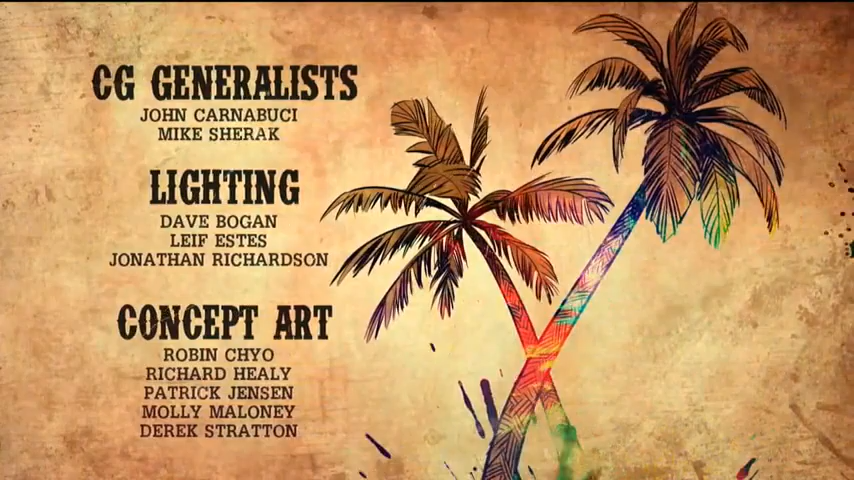 CG GENERALISTS
JOHN CARNABUCI
MIKE SHERAK
LIGHTING
DAVE BOGAN
LEIF ESTES
JONATHAN RICHARDSON
CONCEPT ART
ROBIN CHYO
RICHARD HEALY
PATRICK JENSEN
MOLLY MALONEY
DEREK STRATTON